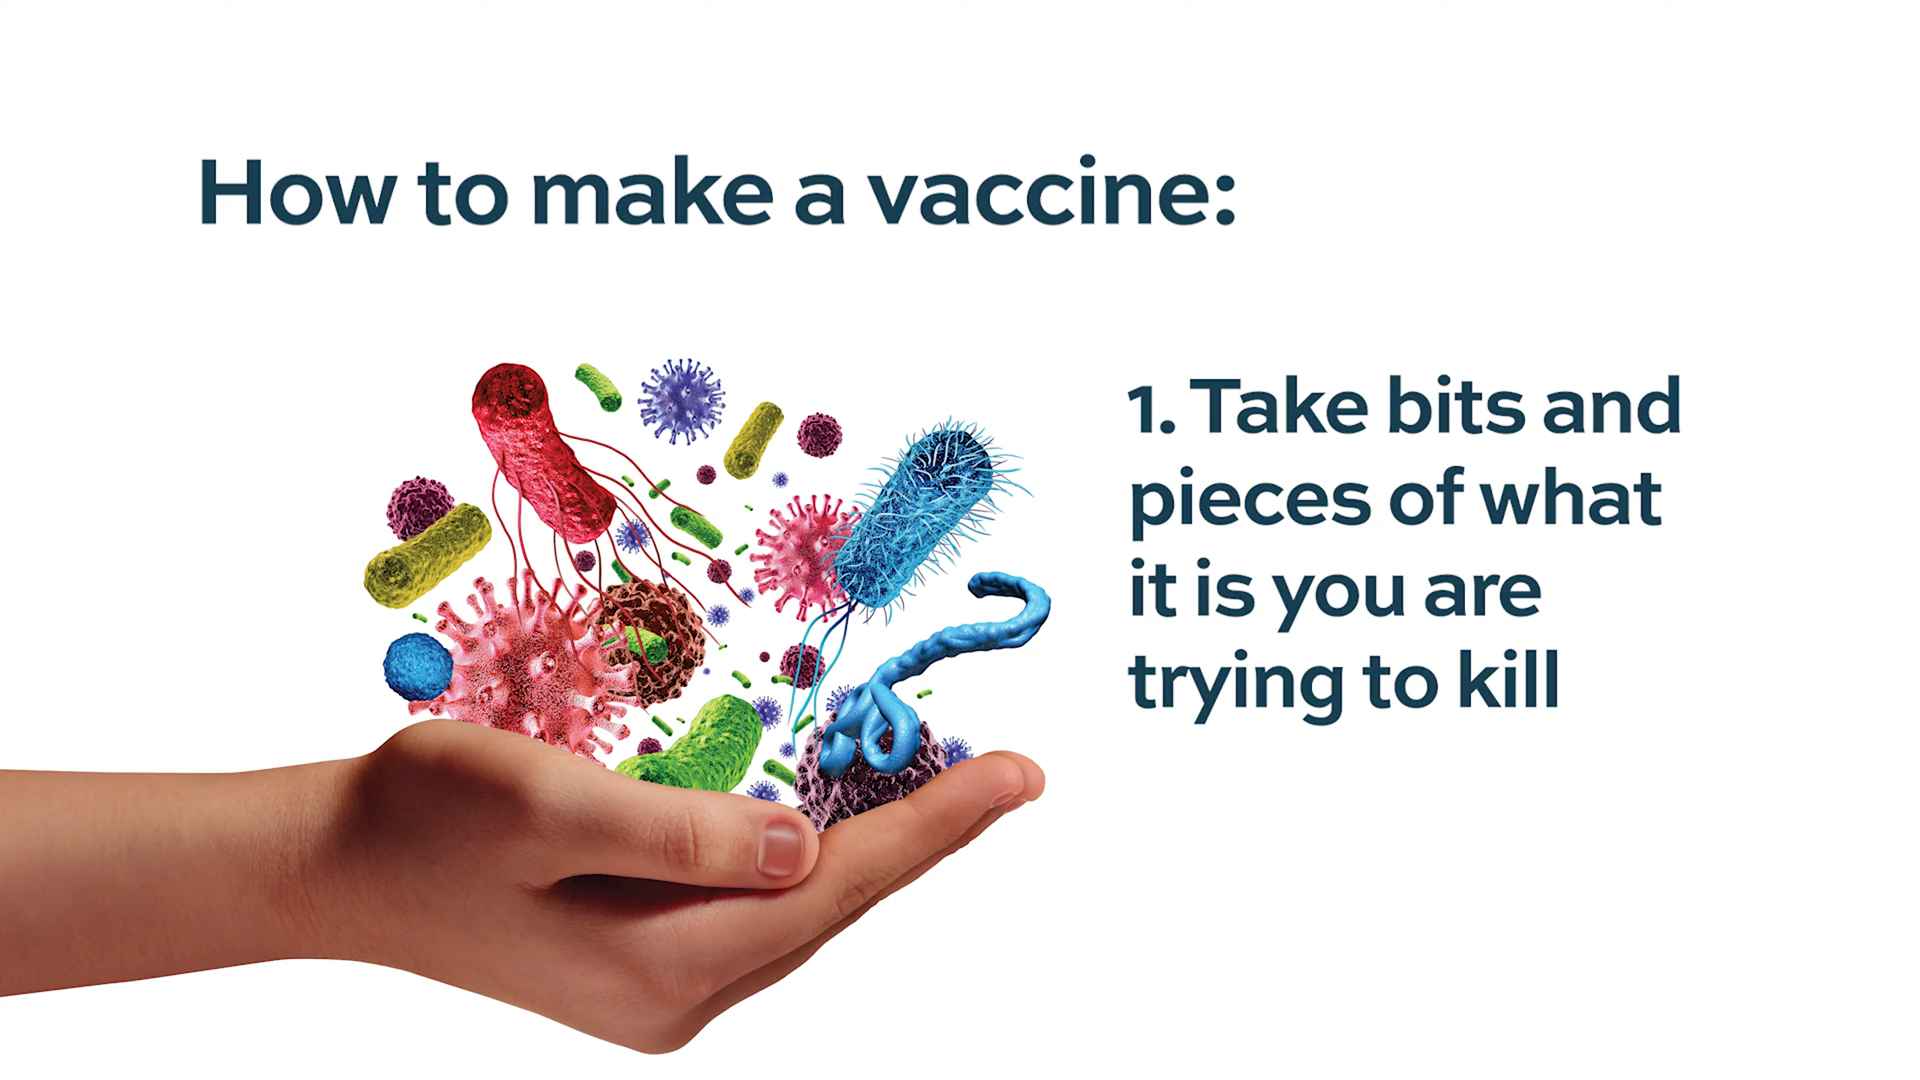 How to make a vaccine:
1. Take bits and
pieces of what
it is you are
trying to kill